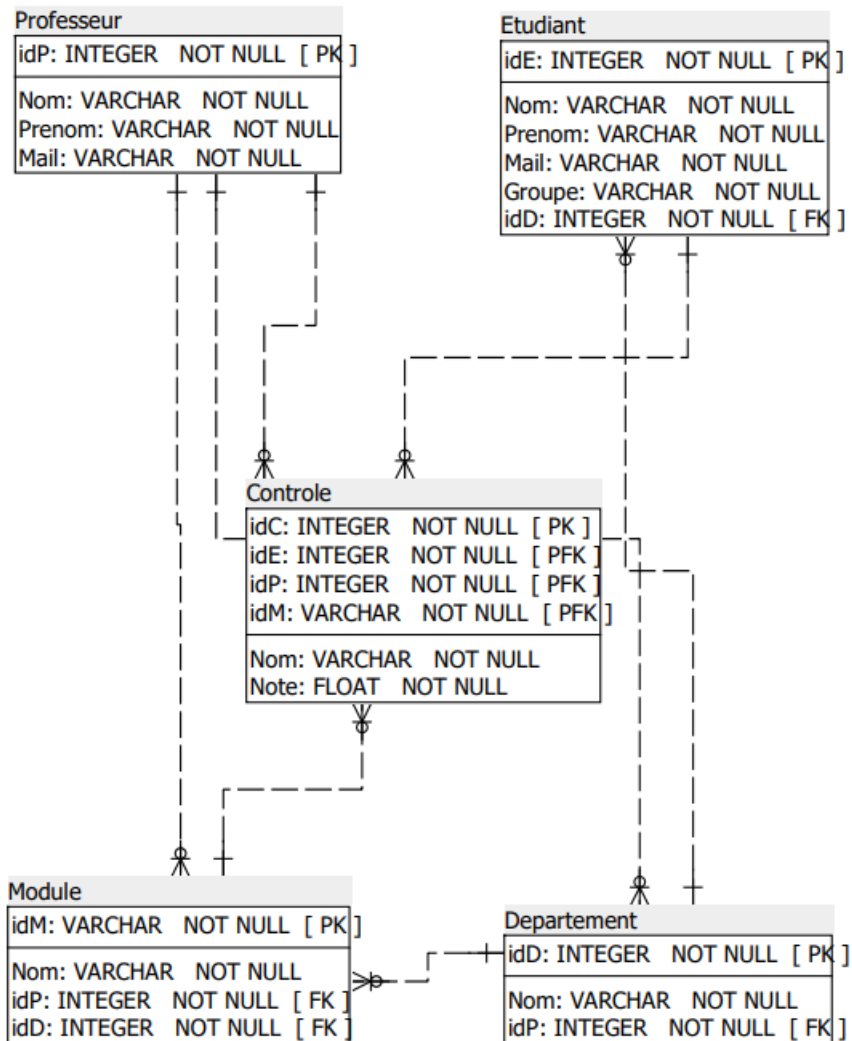 Professeur
idP: INTEGER NOT NULL [ PK ]
Nom: VARCHAR NOT NULL
Prenom: VARCHAR NOT NULL
Mail: VARCHAR NOT NULL
Etudiant
idE: INTEGER NOT NULL [ PK ]
Nom: VARCHAR NOT NULL
Prenom: VARCHAR NOT NULL
Mail: VARCHAR NOT NULL
Groupe: VARCHAR NOT NULL
idD: INTEGER NOT NULL [ FK ]
Controle
idC: INTEGER NOT NULL [ PK ]
idE: INTEGER NOT NULL [ PFK ]
idP: INTEGER NOT NULL [ PFK ]
idM: VARCHAR NOT NULL [ PFK ]
Nom: VARCHAR NOT NULL
Note: FLOAT NOT NULL
Module
idM: VARCHAR NOT NULL [ PK ]
Nom: VARCHAR NOT NULL
idP: INTEGER NOT NULL [ FK ]
idD: INTEGER NOT NULL [ FK ]
Departement
idD: INTEGER NOT NULL [ PK ]
Nom: VARCHAR NOT NULL
idP: INTEGER NOT NULL [ FK ]